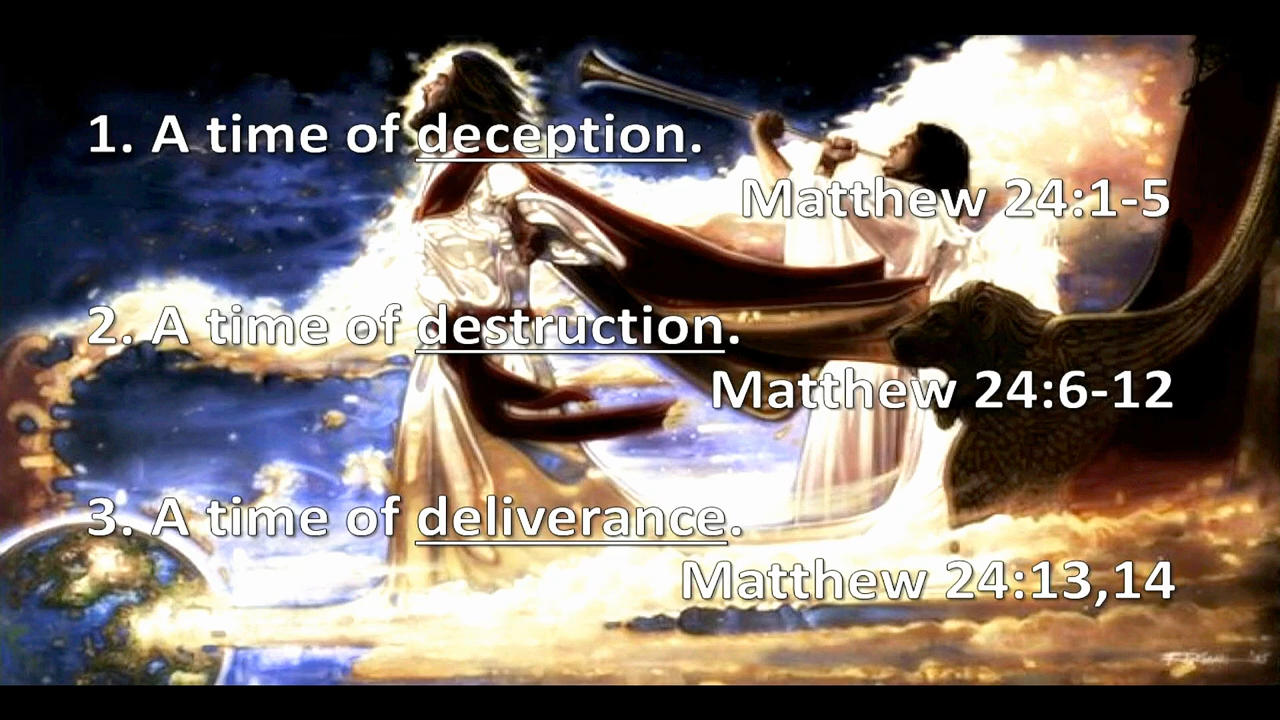 1. A time of deception.
Matthew 24:1-5
2. A time of destruction.
Matthew 24:6-12
3. A time of deliverance.
Matthew 24:13,14